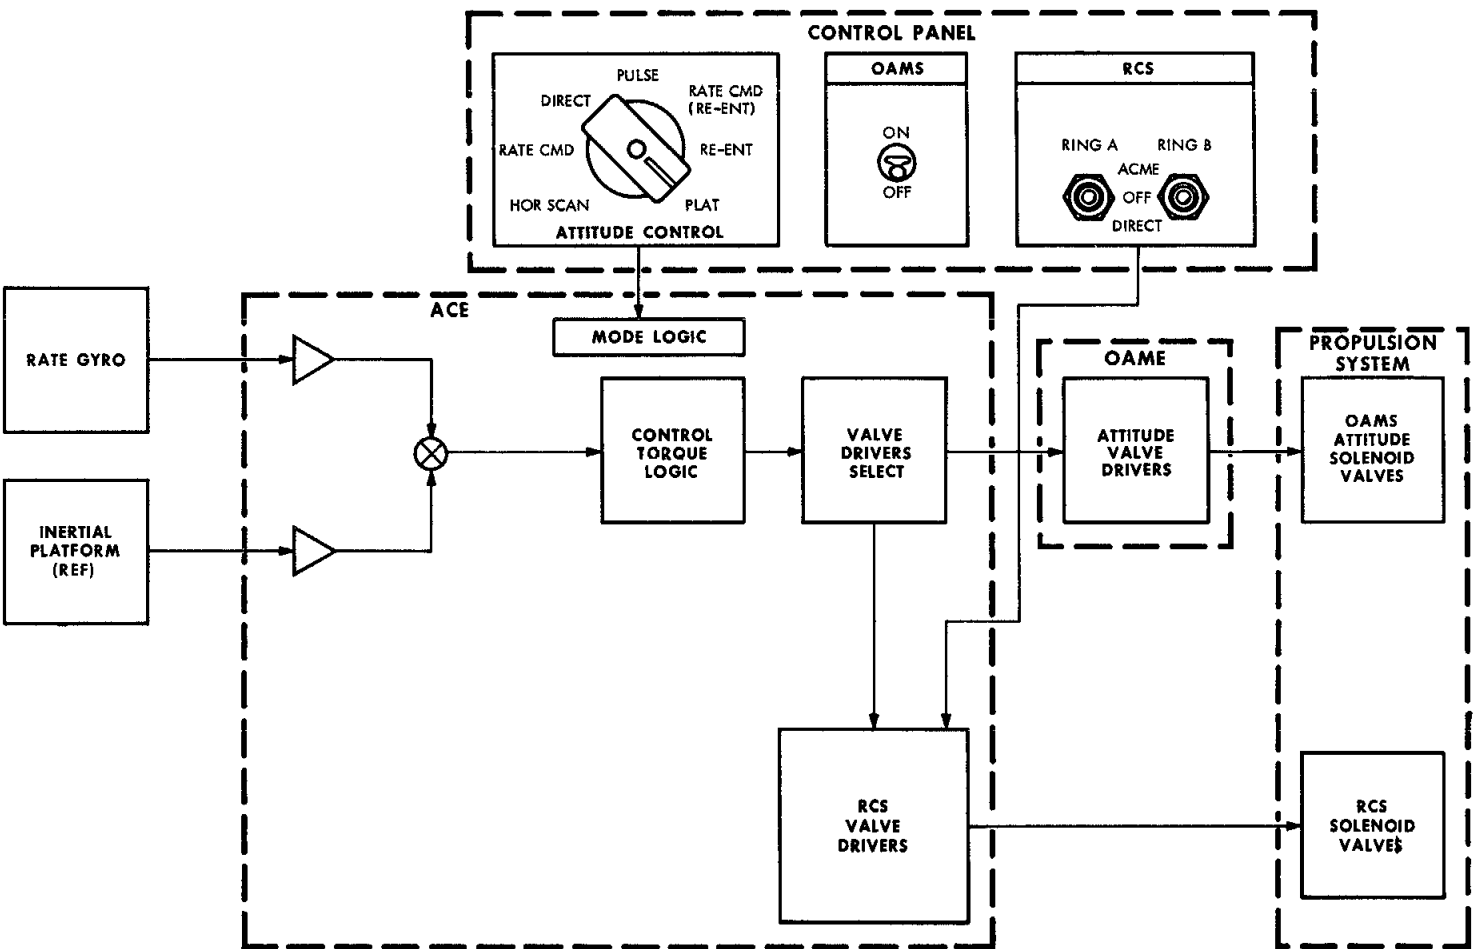 CONTROL PANEL
PULSE
DIRECT
RATE CMD
(RE-ENT)
RATE CMD
RE-ENT
HOR SCAN
PLAT
ATTITUDE CONTROL
OAMS
ON
OFF
RCS
RING A
RING B
ACME
OFF
DIRECT
ACE
MODE LOGIC
RATE GYRO
INERTIAL
PLATFORM
(REF)
CONTROL
TORQUE
LOGIC
VALVE
DRIVERS
SELECT
OAME
ATTITUDE
VALVE
DRIVERS
PROPULSION
SYSTEM
OAMS
ATTITUDE
SOLENOID
VALVES
RCS
VALVE
DRIVERS
RCS
SOLENOID
VALVES